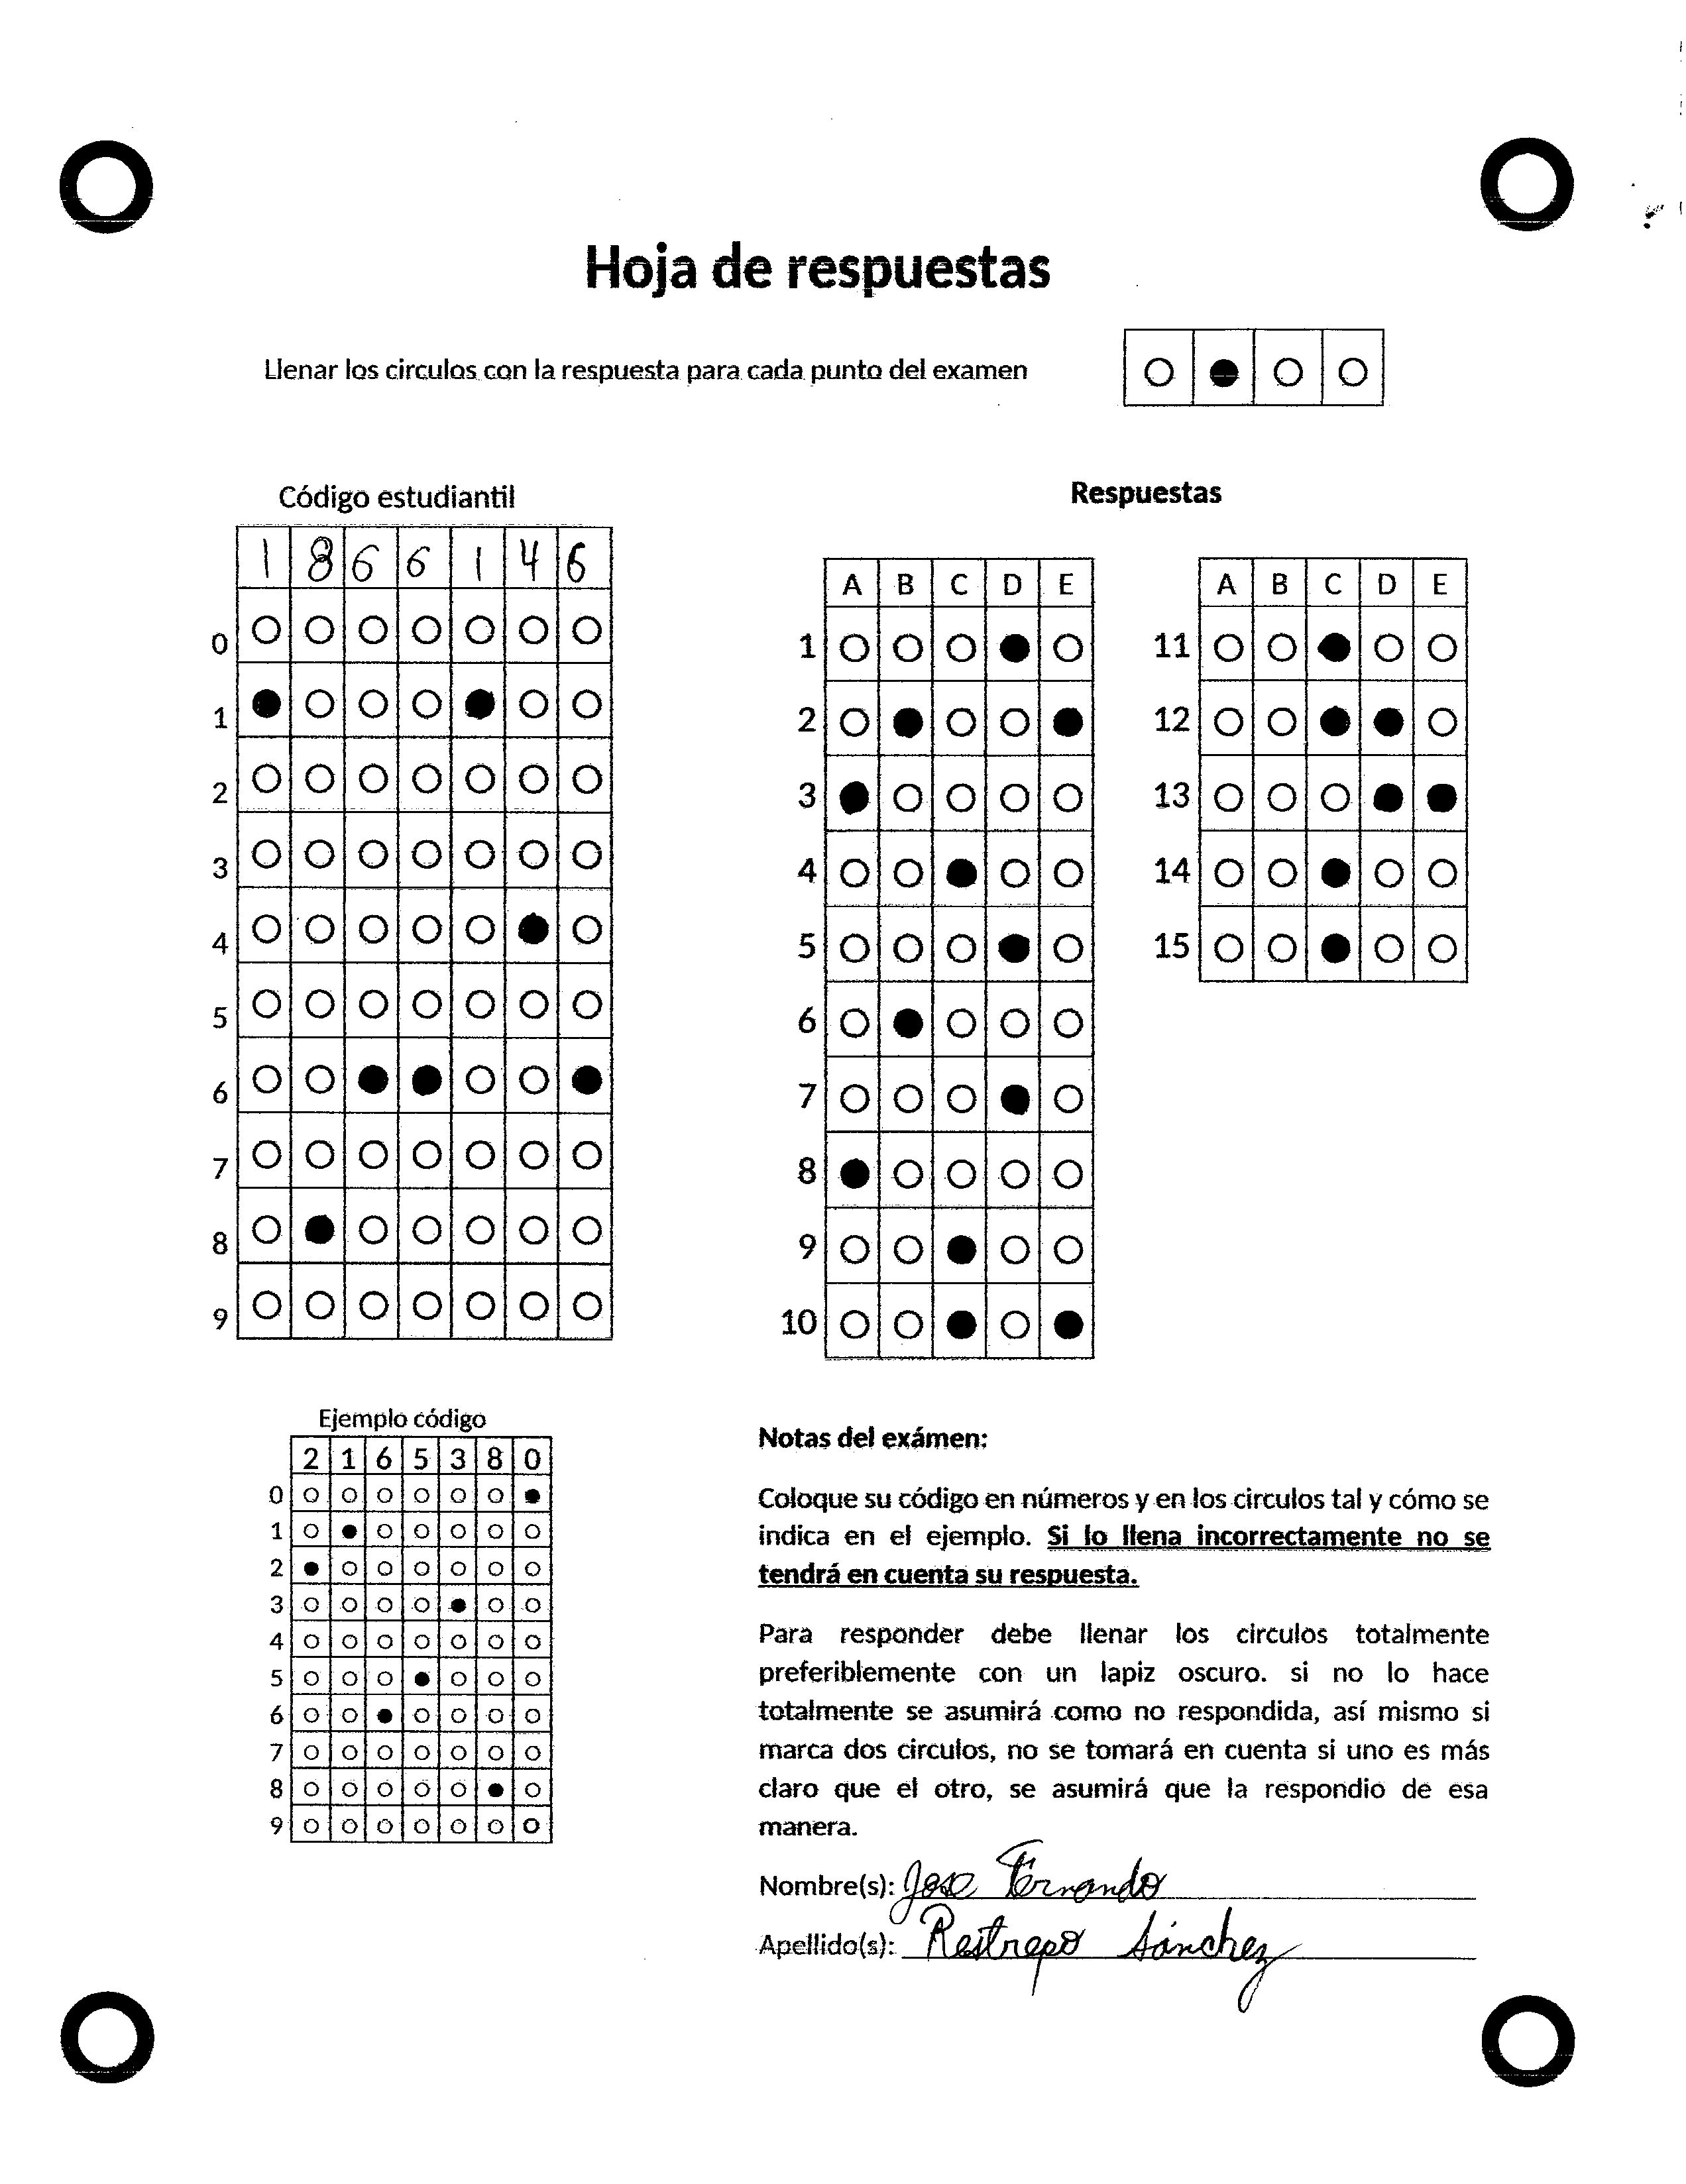 Hoja de respuestas
Llenar los circulos con la respuesta para cada punto del examen
Código estudiantil
1 8 6 6 1 4 6
0
1
2
3
4
5
6
7
8
9
Respuestas
A B C D E
1
2
3
4
5
6
7
8
9
10
A B C D E
11
12
13
14
15
Ejemplo código
2 1 6 5 3 8 0
0
1
2
3
4
5
6
7
8
9
Notas del exámen:
Coloque su código en números y en los circulos tal y cómo se
indica en el ejemplo. Si lo llena incorrectamente no se
tendrá en cuenta su respuesta.
Para responder debe llenar los circulos totalmente
preferiblemente con un lapiz oscuro. si no lo hace
totalmente se asumirá como no respondida, así mismo si
marca dos circulos, no se tomará en cuenta si uno es más
claro que el otro, se asumirá que la respondio de esa
manera.
Nombre(s): Jose Fernando
Apellido(s): Restrepo Sánchez